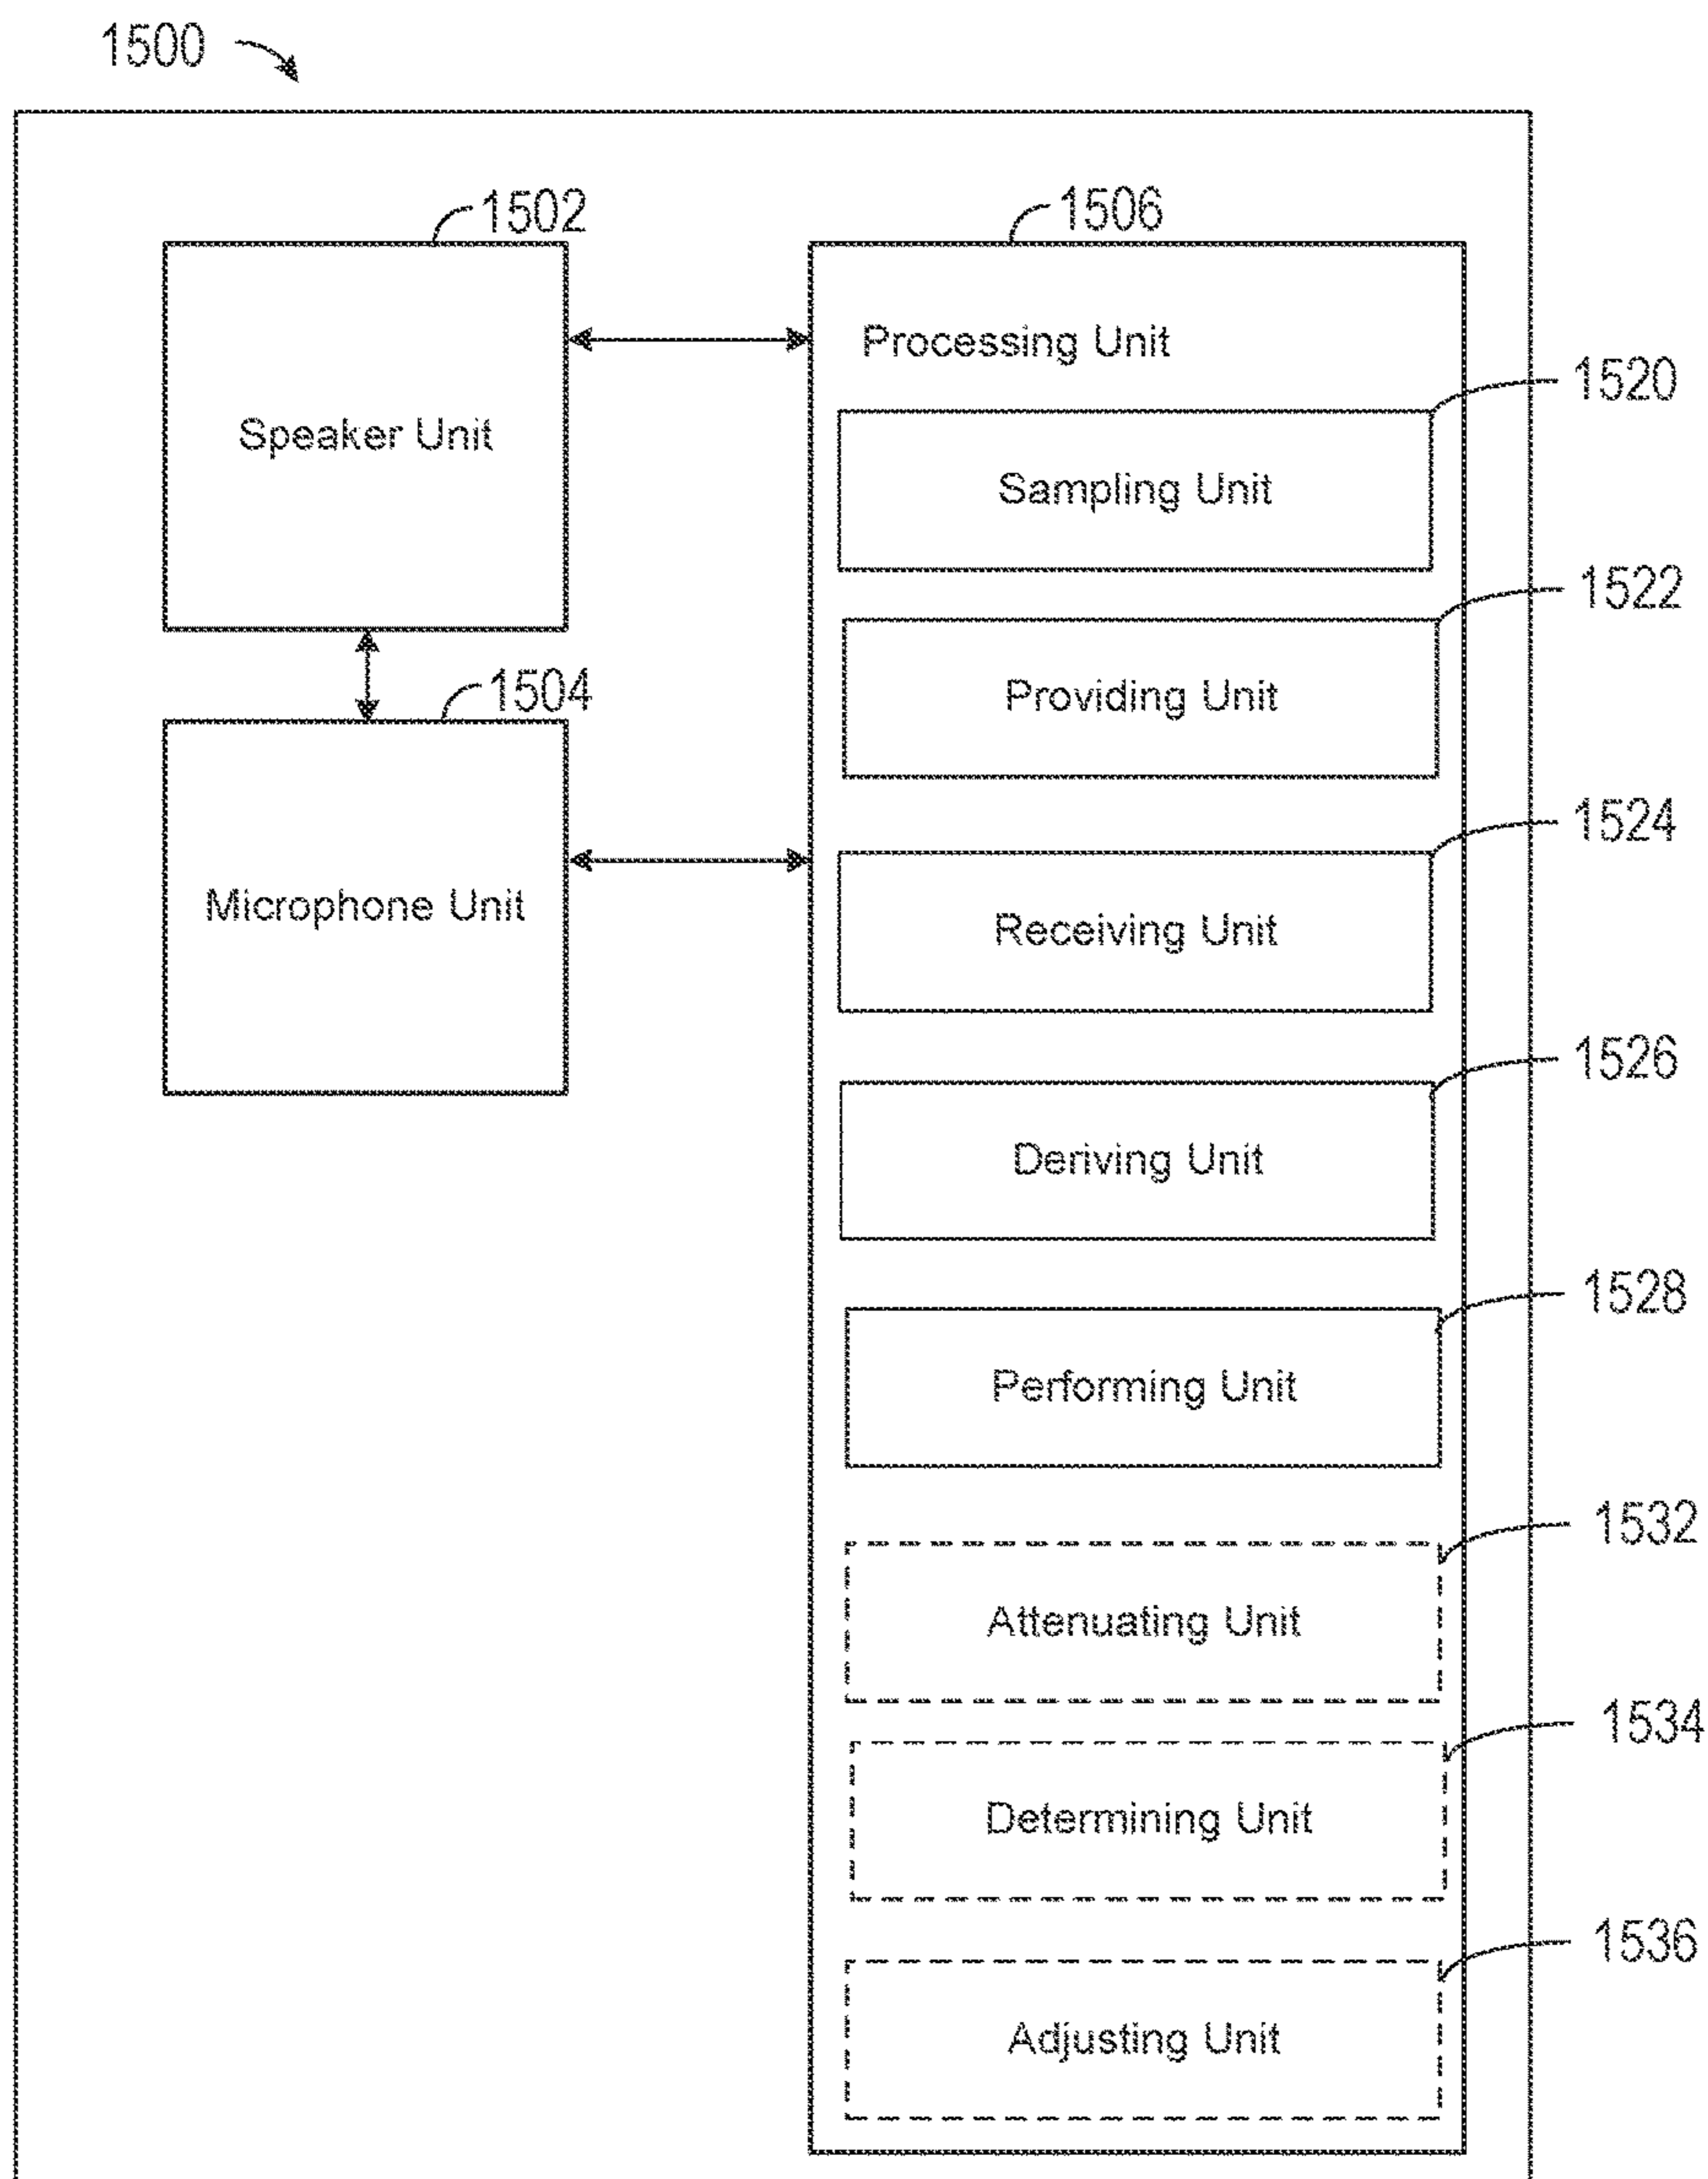 1500
1502
1506
Processing Unit
1520
Speaker Unit
Sampling Unit
1522
1504
Providing Unit
1524
Microphone Unit
Receiving Unit
1526
Deriving Unit
1528
Performing Unit
1532
Attenuating Unit
1534
Determining Unit
1536
Adjusting Unit